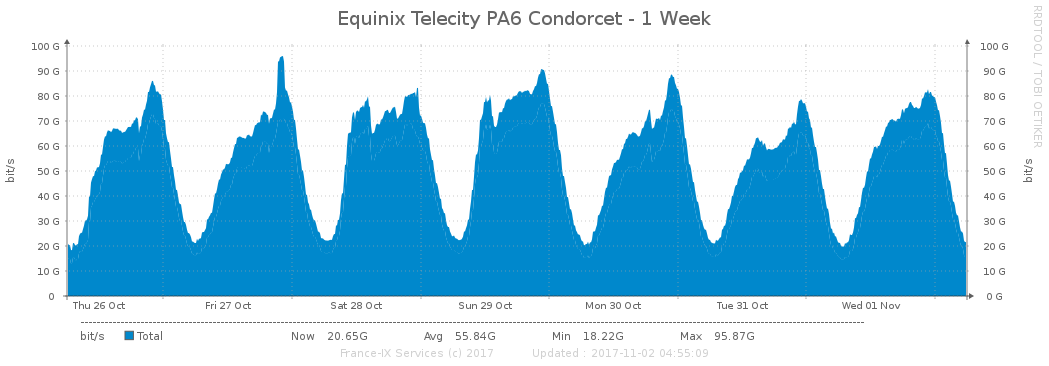 Equinix Telecity PA6 Condorcet - 1 Week
RRDTOOL / TOBI OETIKER
bit/s
100 G 100 G
90 G 90 G
80 G 80 G
70 G 70 G
60 G 60 G
50 G 50 G
40 G 40 G
30 G 30 G
20 G 20 G
10 G 10 G
0 0 G
bit/s
Thu 26 Oct Fri 27 Oct Sat 28 Oct Sun 29 Oct Mon 30 Oct Tue 31 Oct Wed 01 Nov
bit/s Total Now 20.65G Avg 55.84G Min 18.22G Max 95.87G
France-IX Services (c) 2017 Updated : 2017-11-02 04:55:09